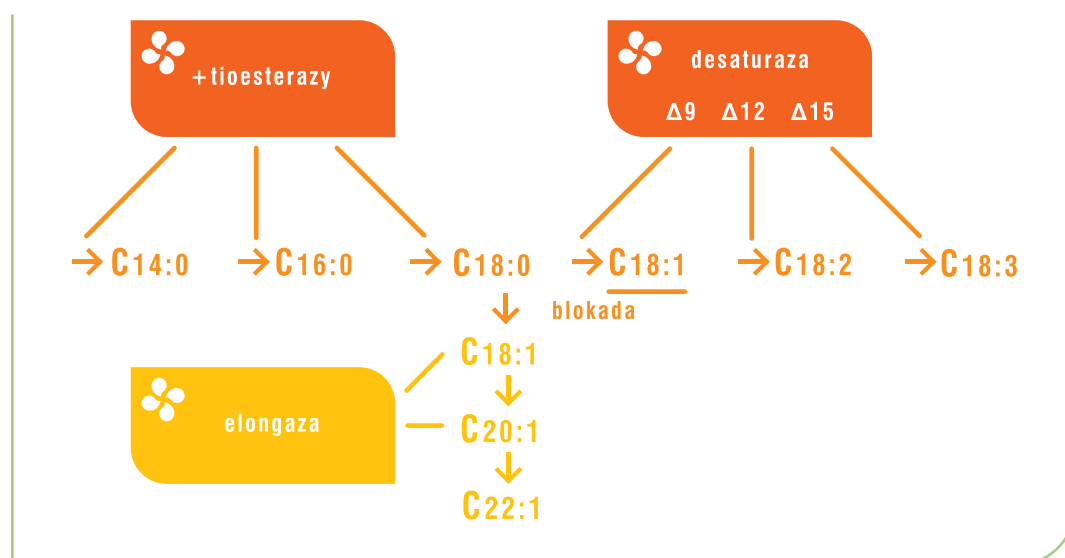 +tioesterazy
desaturaza
Δ9 Δ12 Δ15
→C14:0 →C16:0 →C18:0 →C18:1 →C18:2 →C18:3
blokada
C18:1
elongaza
C20:1
C22:1